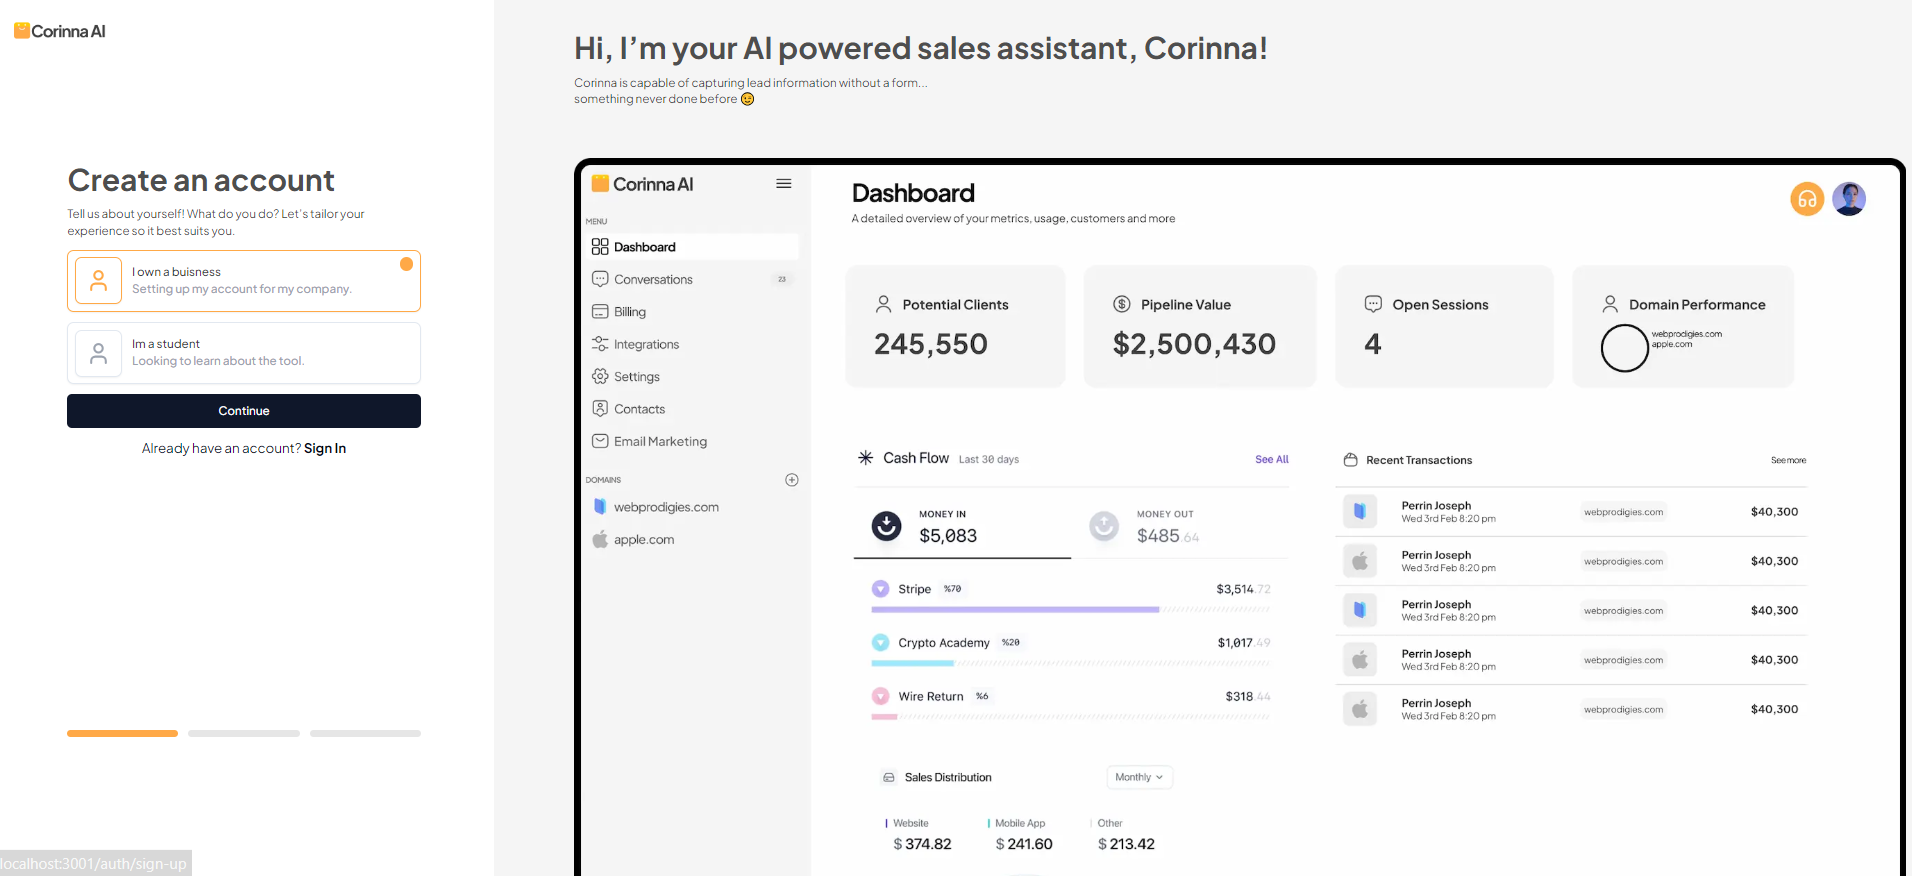 Corinna AI
Create an account
Tell us about yourself! What do you do? Let's tailor your
experience so it best suits you.
I own a buisness
Setting up my account for my company.
Im a student
Looking to learn about the tool.
Continue
Already have an account? Sign In
localhost:3001/auth/sign-up
Hi, I’m your AI powered sales assistant, Corinna!
Corinna is capable of capturing lead information without a form...
something never done before 😉
Corinna AI
MENU
Dashboard
Conversations 23
Billing
Integrations
Settings
Contacts
Email Marketing
DOMAINS
webprodigies.com
apple.com
Dashboard
A detailed overview of your metrics, usage, customers and more
Potential Clients
245,550
Pipeline Value
$2,500,430
Open Sessions
4
Domain Performance
webprodigies.com
apple.com
Cash Flow Last 30 days See All
MONEY IN
$5,083
MONEY OUT
$485.64
Stripe %70 $3,514.72
Crypto Academy %20 $1,017.49
Wire Return %6 $318.44
Recent Transactions See more
Perrin Joseph
Wed 3rd Feb 8:20 pm
webprodigies.com
$40,300
Perrin Joseph
Wed 3rd Feb 8:20 pm
webprodigies.com
$40,300
Perrin Joseph
Wed 3rd Feb 8:20 pm
webprodigies.com
$40,300
Perrin Joseph
Wed 3rd Feb 8:20 pm
webprodigies.com
$40,300
Perrin Joseph
Wed 3rd Feb 8:20 pm
webprodigies.com
$40,300
Sales Distribution Monthly
Website
$ 374.82
Mobile App
$ 241.60
Other
$ 213.42